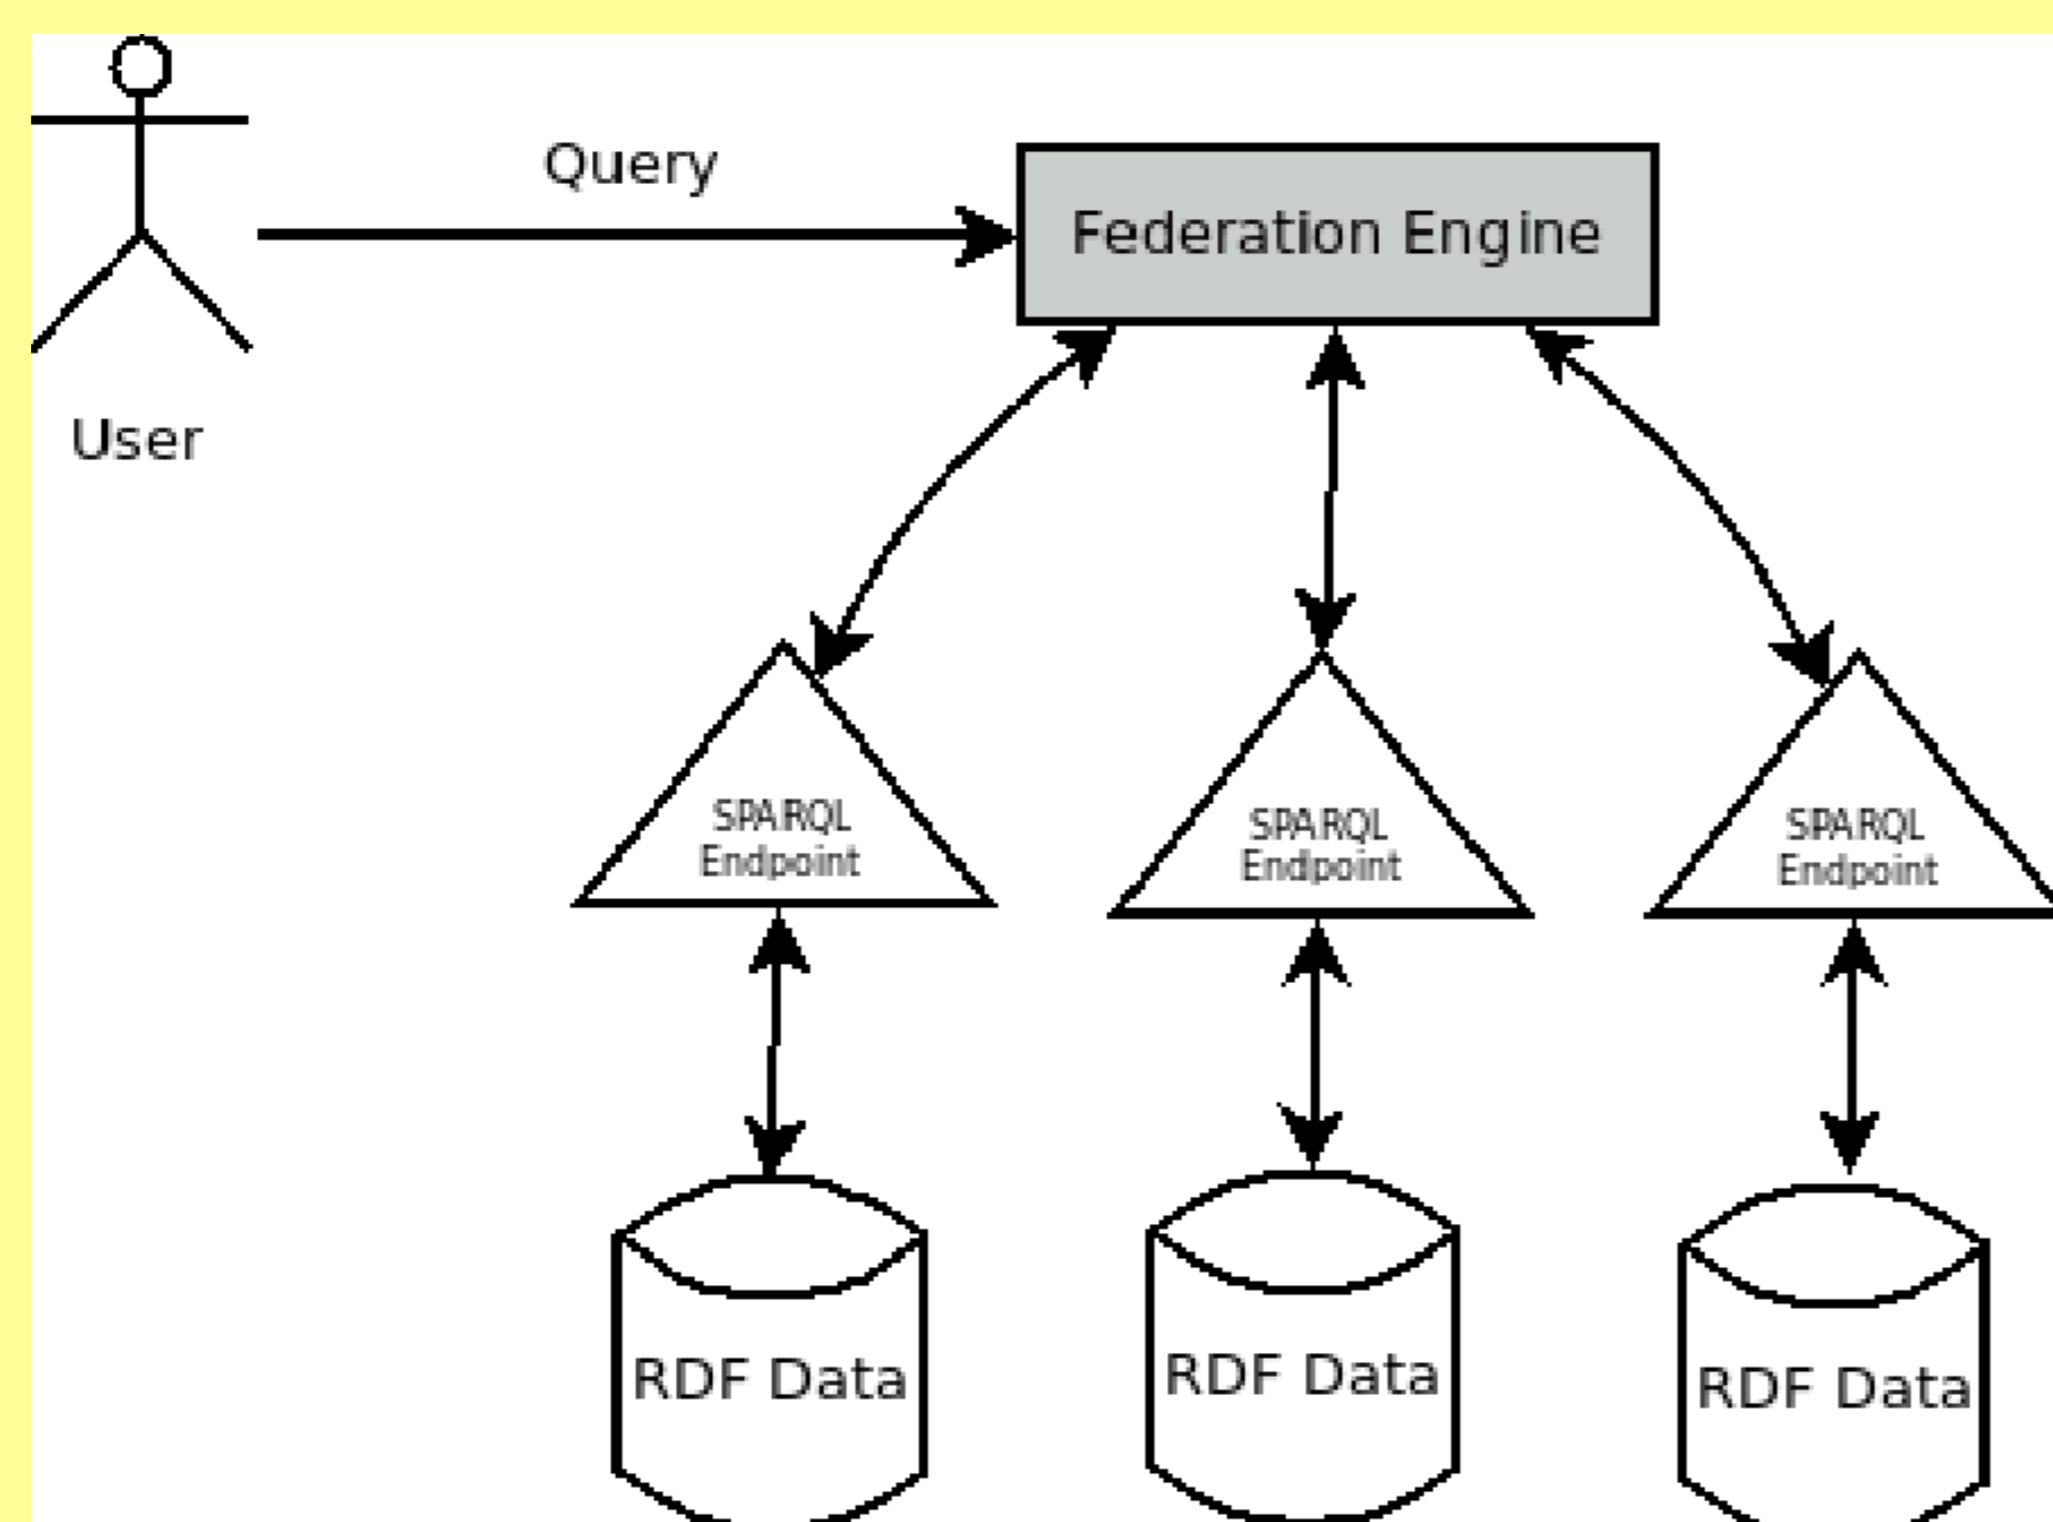 Query
Federation Engine
User
SPARQL
Endpoint
SPARQL
Endpoint
SPARQL
Endpoint
RDF Data
RDF Data
RDF Data